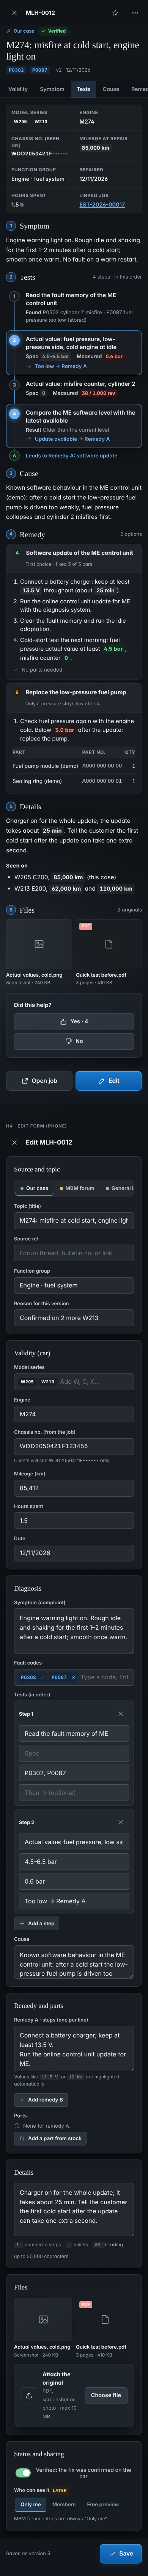 MLH-0012
Our case
Verified
M274: misfire at cold start, engine
light on
P0302 P0087 · v2 · 12/11/2026
Validity Symptom Tests Cause Remed
MODEL SERIES
W205 W213
ENGINE
M274
CHASSIS NO. (SEEN ON)
WDD2050421F••••••
MILEAGE AT REPAIR
85,000 km
FUNCTION GROUP
Engine · fuel system
REPAIRED
12/11/2026
HOURS SPENT
1.5 h
LINKED JOB
EST-2026-00017
1 Symptom
Engine warning light on. Rough idle and shaking
for the first 1–2 minutes after a cold start;
smooth once warm. No fault in reverse start.
2 Tests
4 steps · in this order
1
Read the fault memory of the ME
control unit
Found P0302 cylinder 2 misfire · P0087 fuel
pressure too low (stored)
Actual value: fuel pressure, low-
pressure side, cold engine at idle
Spec 4.5–6.5 bar Measured 0.6 bar
→ Too low → Remedy A
3
Actual value: misfire counter, cylinder 2
Spec 0 Measured 38 / 1,000 rev
4
Compare the ME software level with the
latest available
Result Older than the current level
→ Update available → Remedy A
A
Leads to Remedy A: software update
3 Cause
Known software behaviour in the ME control
unit: after a cold start the low-pressure fuel
pump is driven too weakly, fuel pressure
collapses and cylinder 2 misfires first.
4 Remedy
2 options
A
Software update of the ME control unit
First choice · fixed 3 of 3 cars
1. Connect a battery charger; keep at least
13.5 V throughout (about 25 min).
2. Run the online control unit update for ME
with the diagnosis system.
3. Clear the fault memory and run the idle
adaptation.
4. Cold-start test the next morning: fuel
pressure actual value at least 4.5 bar,
misfire counter 0.
No parts needed.
B
Replace the low-pressure fuel pump
Only if pressure stays low after A
1. Check fuel pressure again with the engine
cold. Below 3.0 bar after the update:
replace the pump.
PART PART NO. QTY
Fuel pump module (demo) A000 000 00 00 1
Sealing ring (demo) A000 000 00 01 1
5 Details
Charger on for the whole update; the update
takes about 25 min. Tell the customer the first
cold start after the update can take one extra
second.
Seen on
• W205 C200, 85,000 km (this case)
• W213 E200, 62,000 km and 110,000 km
6 Files
2 originals
PDF
Actual values, cold.png
Screenshot · 240 KB
Quick test before.pdf
3 pages · 410 KB
Did this help?
Yes · 4
No
Open job
Edit
H4 · EDIT FORM (PHONE)
Edit MLH-0012
Source and topic
Our case MBM forum General k
Topic (title)
M274: misfire at cold start, engine ligh
Source ref
Forum thread, bulletin no. or link
Function group
Engine · fuel system
Reason for this version
Confirmed on 2 more W213
Validity (car)
Model series
W205 W213 Add W, C, X...
Engine
M274
Chassis no. (from the job)
WDD2050421F123456
Clients will see WDD2050421F•••••• only.
Mileage (km)
85,412
Hours spent
1.5
Date
12/11/2026
Diagnosis
Symptom (complaint)
Engine warning light on. Rough idle
and shaking for the first 1–2 minutes
after a cold start; smooth once warm.
Fault codes
P0302 × P0087 × Type a code, Ent
Tests (in order)
Step 1
Read the fault memory of ME
Spec
P0302, P0087
Then → (optional)
Step 2
Actual value: fuel pressure, low sid
4.5–6.5 bar
0.6 bar
Too low → Remedy A
Add a step
Cause
Known software behaviour in the ME
control unit: after a cold start the low-
pressure fuel pump is driven too
Remedy and parts
Remedy A · steps (one per line)
Connect a battery charger; keep at
least 13.5 V.
Run the online control unit update for
ME.
Values like 13.5 V or 10 Nm are highlighted
automatically
Add remedy B
Parts
None for remedy A.
Add a part from stock
Details
Charger on for the whole update; it
takes about 25 min. Tell the customer
the first cold start after the update
can take one extra second.
1. numbered steps - bullets ## heading
up to 20,000 characters
Files
PDF
Actual values, cold.png
Screenshot · 240 KB
Quick test before.pdf
3 pages · 410 KB
Attach the
original
PDF,
screenshot or
photo · max 10
MB
Choose file
Status and sharing
Verified: the fix was confirmed on the
car
Who can see it LATER
Only me Members Free preview
MBM forum entries are always "Only me".
Saves as version 3
Save